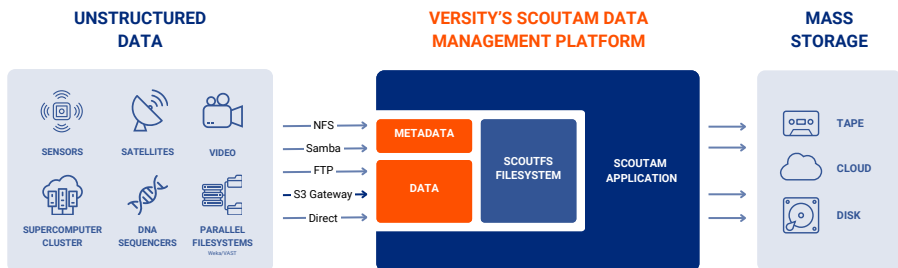 UNSTRUCTURED
DATA
SENSORS
SATELLITES
VIDEO
SUPERCOMPUTER
CLUSTER
DNA
SEQUENCERS
PARALLEL
FILESYSTEMS
Weka/VAST
NFS
Samba
FTP
S3 Gateway
Direct
VERSITY'S SCOUTAM DATA
MANAGEMENT PLATFORM
METADATA
DATA
SCOUTFS
FILESYSTEM
SCOUTAM
APPLICATION
MASS
STORAGE
TAPE
CLOUD
DISK